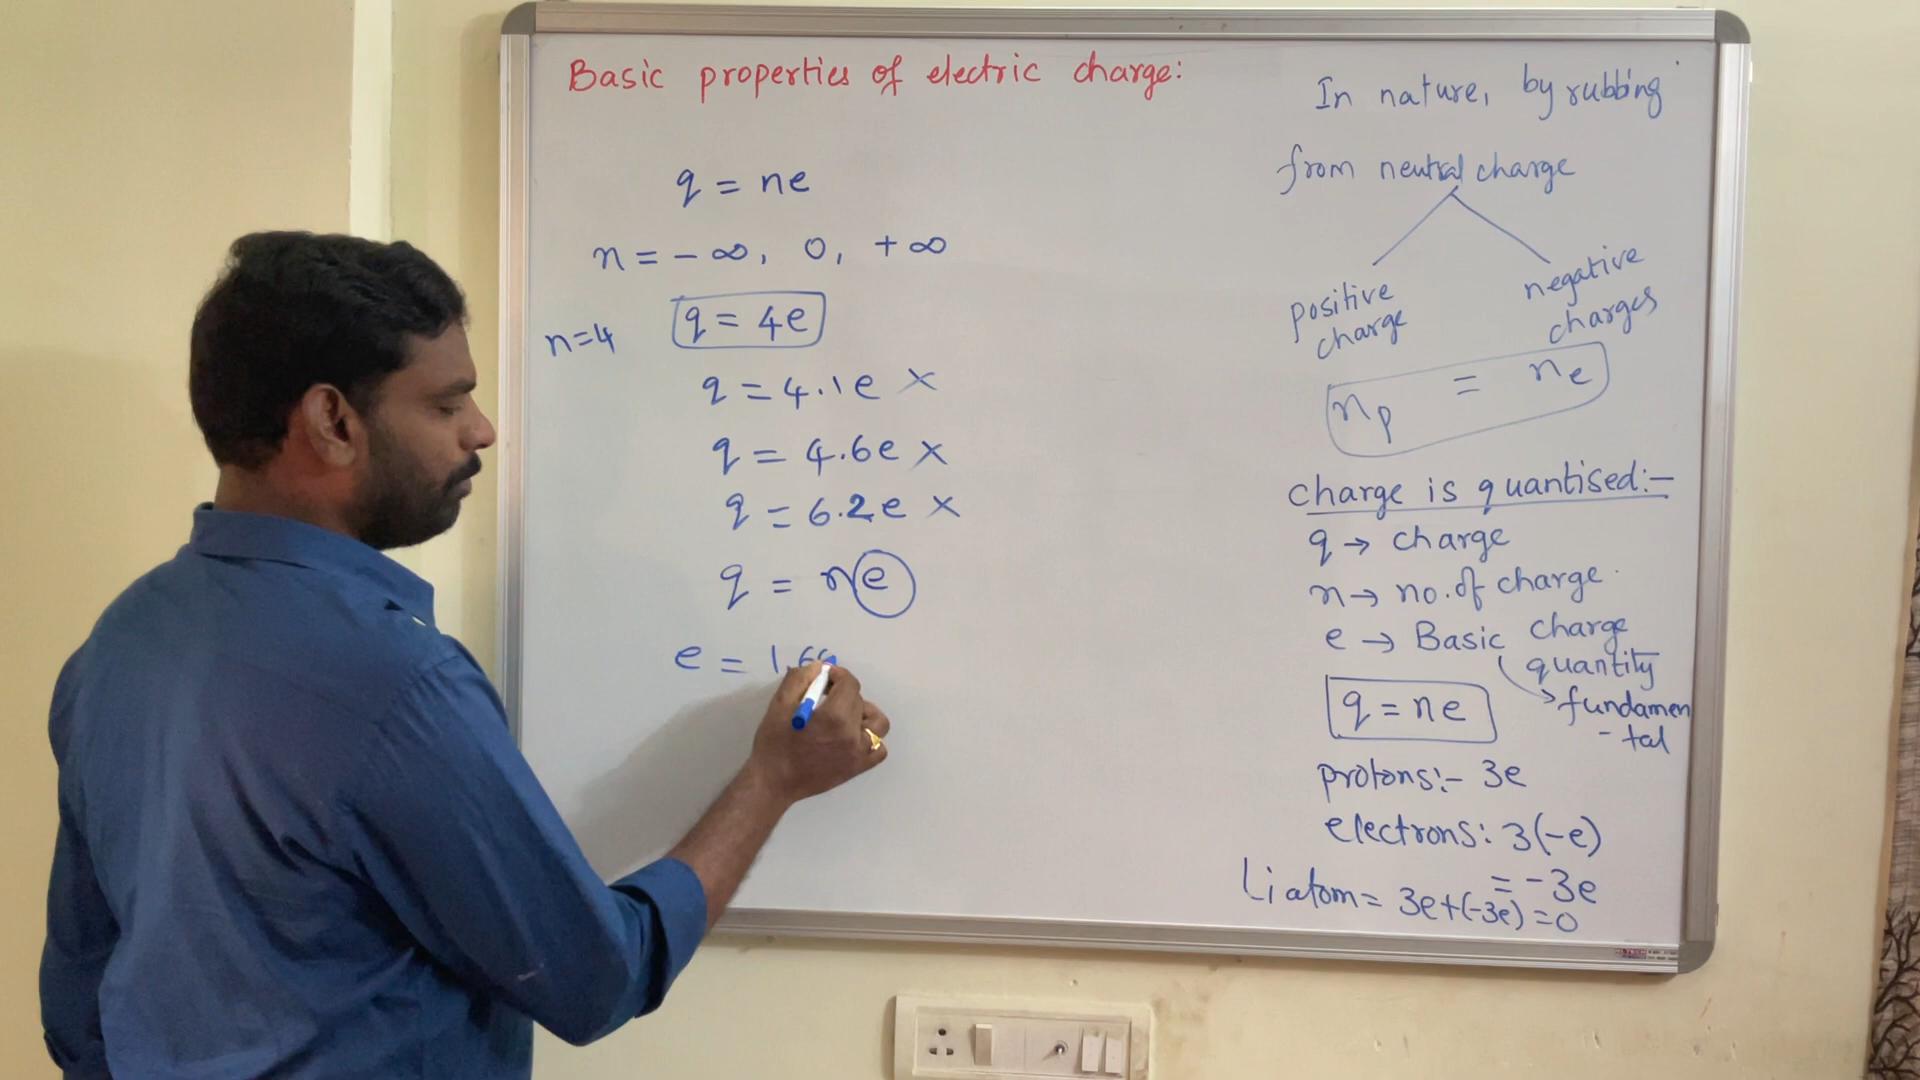 Basic properties of electric charge:
q = ne
n = - ∞, 0, + ∞
n=4 q = 4e
q = 4.1e ×
q = 4.6e ×
q = 6.2e ×
q = ne
e = 1.6
In nature, by rubbing
from neutral charge
positive
charge
negative
charges
np = ne
charge is quantised:-
q → charge
n → no. of charge.
e → Basic charge
quantity
→ fundamen
- tal
q = ne
protons:- 3e
electrons: 3(-e)
= -3e
Li atom = 3e+(-3e) = 0